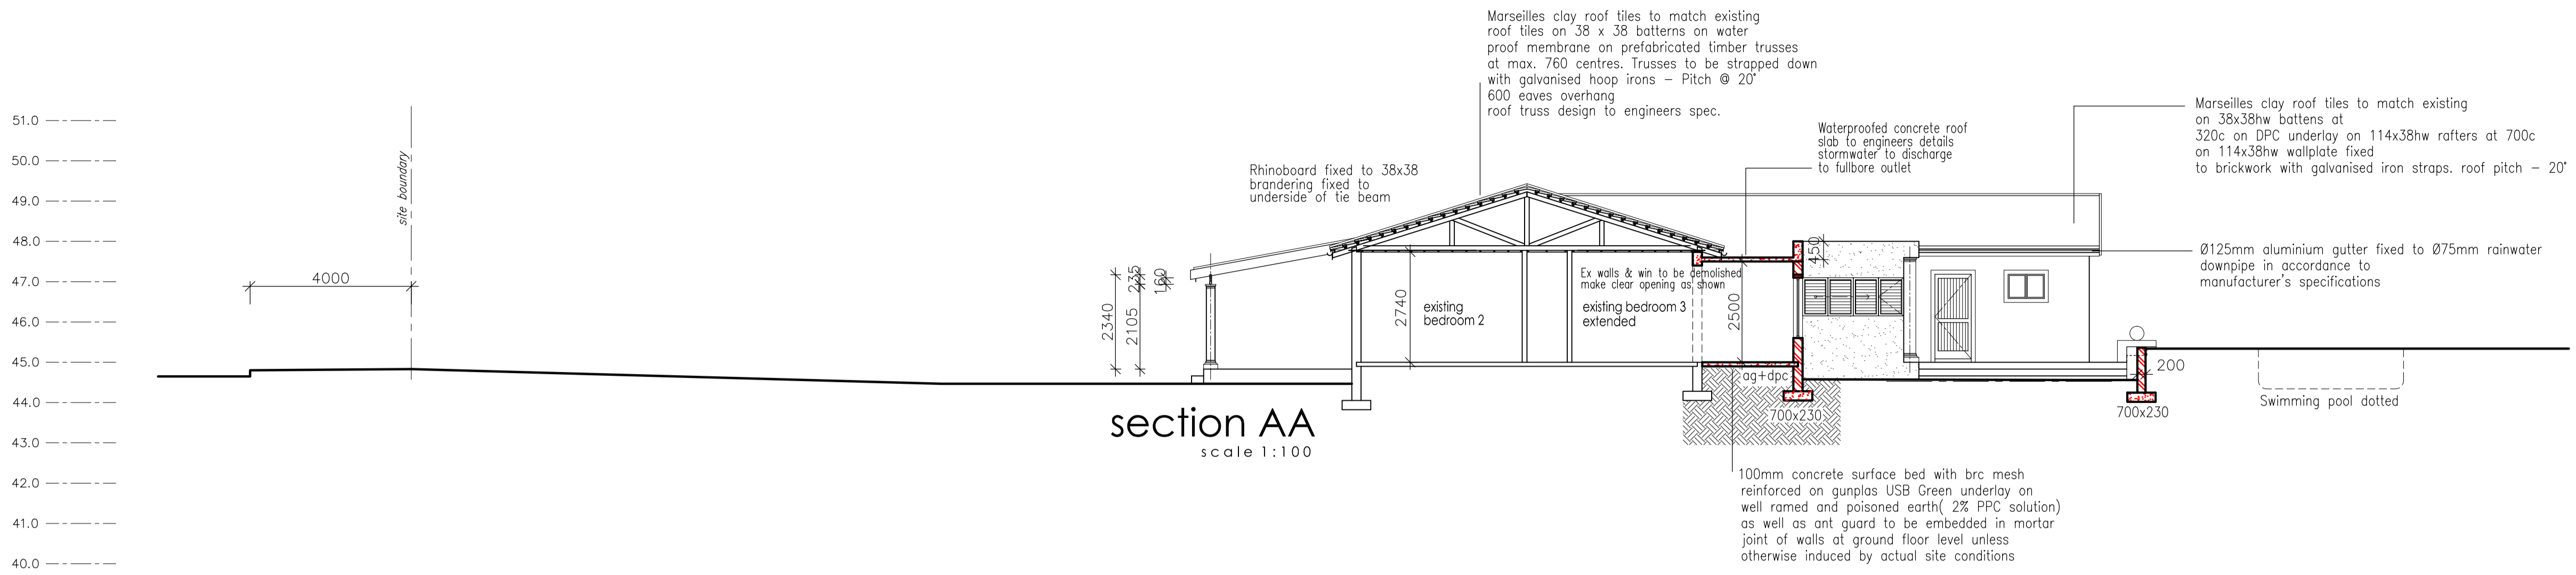 Marseilles clay roof tiles to match existing
roof tiles on 38 x 38 batterns on water
proof membrane on prefabricated timber trusses
at max. 760 centres. Trusses to be strapped down
with galvanised hoop irons - Pitch @ 20°
600 eaves overhang
roof truss design to engineers spec.
Marseilles clay roof tiles to match existing
on 38x38hw battens at
320c on DPC underlay on 114x38hw rafters at 700c
on 114x38hw wallplate fixed
to brickwork with galvanised iron straps. roof pitch - 20°
Waterproofed concrete roof
slab to engineers details
stormwater to discharge
to fullbore outlet
Rhinoboard fixed to 38x38
brandering fixed to
underside of tie beam
Ø125mm aluminium gutter fixed to Ø75mm rainwater
downpipe in accordance to
manufacturer's specifications
51.0
50.0
49.0
48.0
47.0
46.0
45.0
44.0
43.0
42.0
41.0
40.0
site boundary
4000
2340
2105
235
160
2740
existing
bedroom 2
Ex walls & win to be demolished
make clear opening as shown
existing bedroom 3
extended
2500
450
200
ag+dpc
700x230
700x230
Swimming pool dotted
section AA
scale 1:100
100mm concrete surface bed with brc mesh
reinforced on gunplas USB Green underlay on
well ramed and poisoned earth( 2% PPC solution)
as well as ant guard to be embedded in mortar
joint of walls at ground floor level unless
otherwise induced by actual site conditions